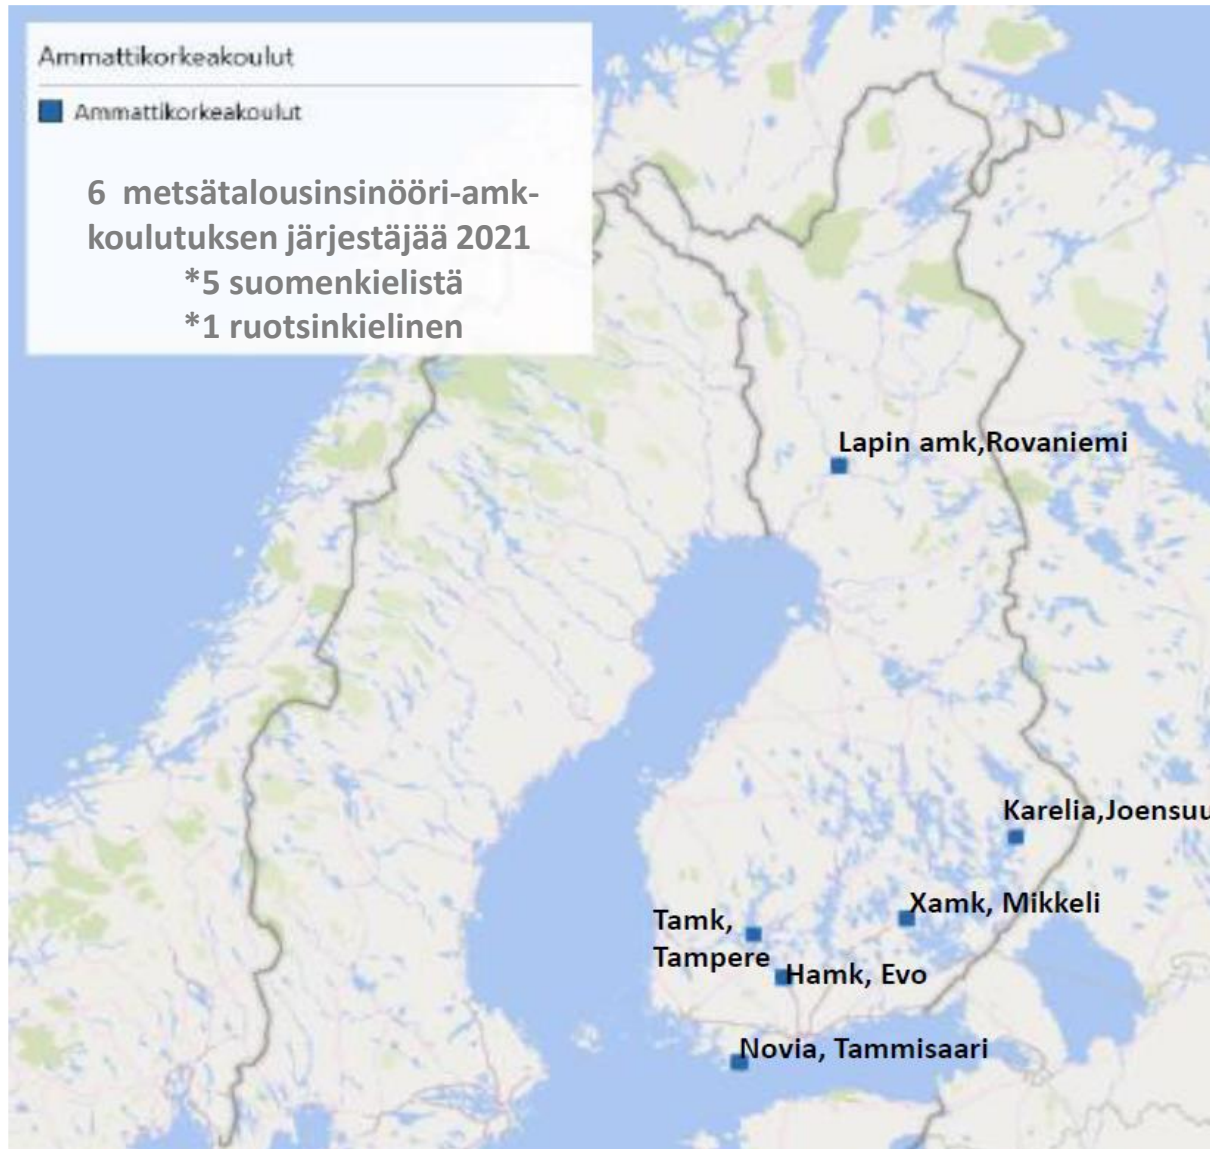 Ammattikorkeakoulut
Ammattikorkeakoulut
6 metsätalousinsinööri-amk-
koulutuksen järjestäjää 2021
*5 suomenkielistä
*1 ruotsinkielinen
Lapin amk,Rovaniemi
Karelia,Joensuu
Xamk, Mikkeli
Tamk,
Tampere
Hamk, Evo
Novia, Tammisaari